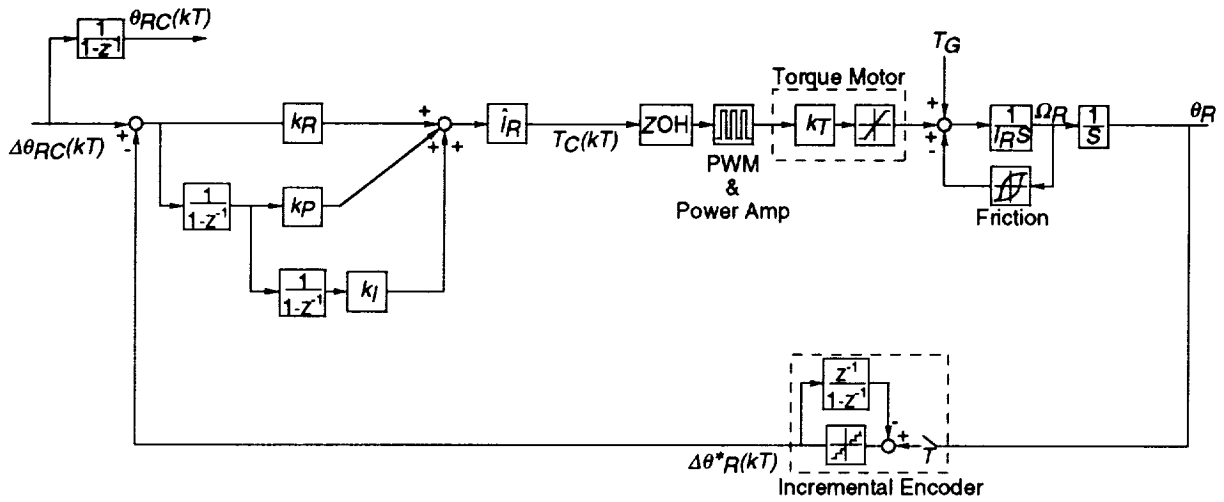 θRC(kT)
1
1-z⁻¹
TG
Torque Motor
ΔθRC(kT)
+
-
kR
+
+
+
îR
TC(kT)
ZOH
PWM
&
Power Amp
kT
+
+
-
1
IRS
ΩR
1
S
θR
Friction
1
1-z⁻¹
kP
1
1-z⁻¹
kI
z⁻¹
1-z⁻¹
-
+
T
Δθ*R(kT)
Incremental Encoder